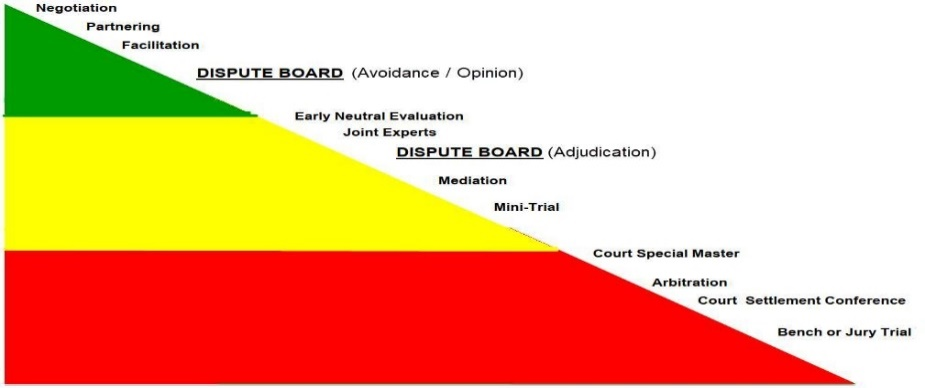 Negotiation
Partnering
Facilitation
DISPUTE BOARD (Avoidance / Opinion)
Early Neutral Evaluation
Joint Experts
DISPUTE BOARD (Adjudication)
Mediation
Mini-Trial
Court Special Master
Arbitration
Court Settlement Conference
Bench or Jury Trial